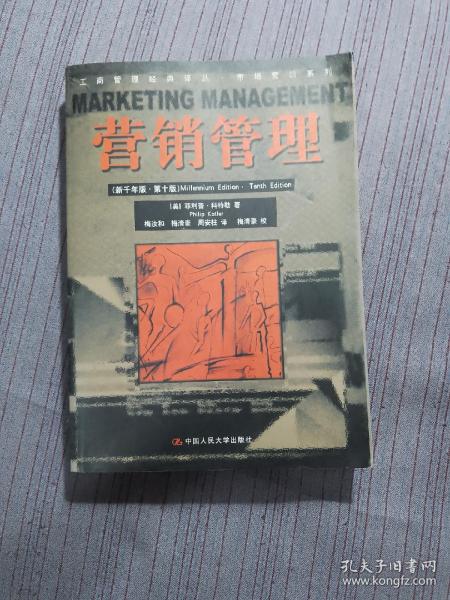 工商管理经典译丛·市场营销系列
MARKETING MANAGEMENT
营销管理
(新千年版·第十版)Millennium Edition· Tenth Edition
[美] 菲利普·科特勒 著
Philip Kotler
梅汝和 梅清豪 周安柱 译 梅清豪 校
中国人民大学出版社
孔夫子旧书网
www.kongfz.com